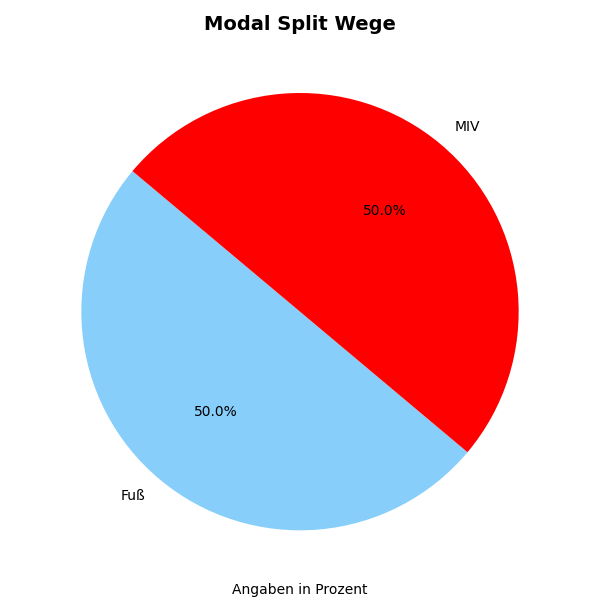 Modal Split Wege
MIV
50.0%
50.0%
Fuß
Angaben in Prozent